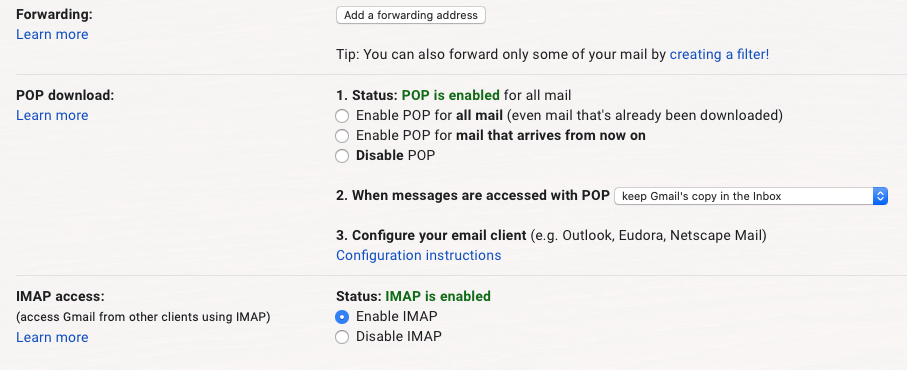 Forwarding:
Add a forwarding address
Learn more
Tip: You can also forward only some of your mail by creating a filter!
POP download:
Learn more
1. Status: POP is enabled for all mail
Enable POP for all mail (even mail that's already been downloaded)
Enable POP for mail that arrives from now on
Disable POP
2. When messages are accessed with POP keep Gmail's copy in the Inbox
3. Configure your email client (e.g. Outlook, Eudora, Netscape Mail)
Configuration instructions
IMAP access:
(access Gmail from other clients using IMAP)
Learn more
Status: IMAP is enabled
Enable IMAP
Disable IMAP